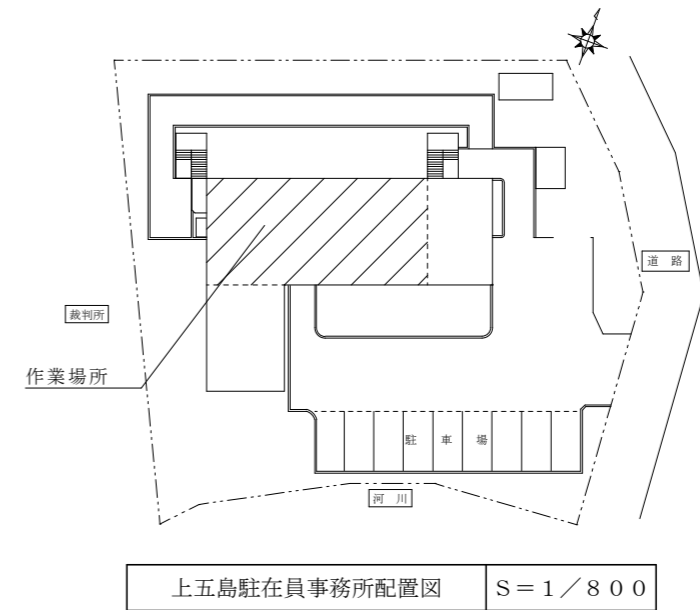 道 路
裁判所
作業場所
駐 車 場
河 川
上五島駐在員事務所配置図 S=1/800